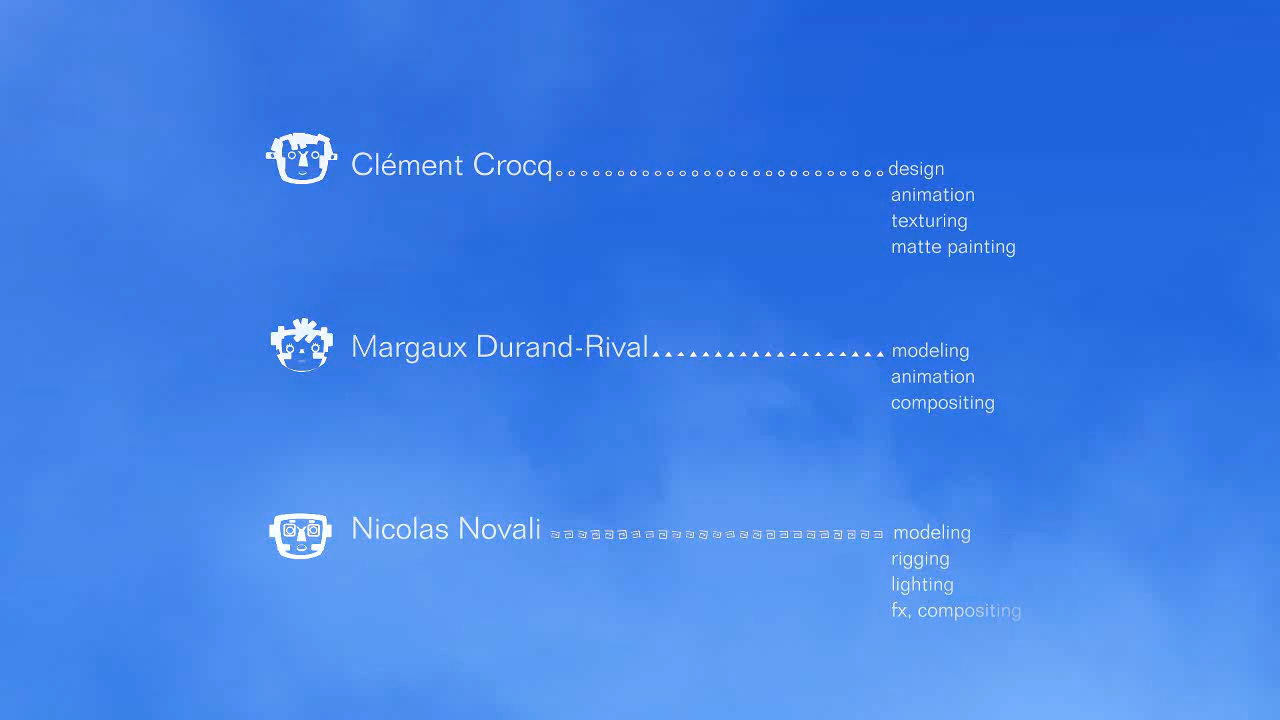 Clément Crocq design
animation
texturing
matte painting
Margaux Durand-Rival modeling
animation
compositing
Nicolas Novali modeling
rigging
lighting
fx, compositing